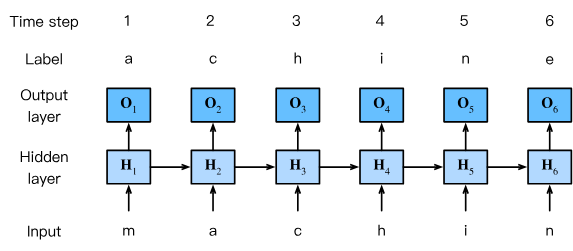 Time step 1 2 3 4 5 6
Label a c h i n e
Output layer O₁ O₂ O₃ O₄ O₅ O₆
Hidden layer H₁ H₂ H₃ H₄ H₅ H₆
Input m a c h i n